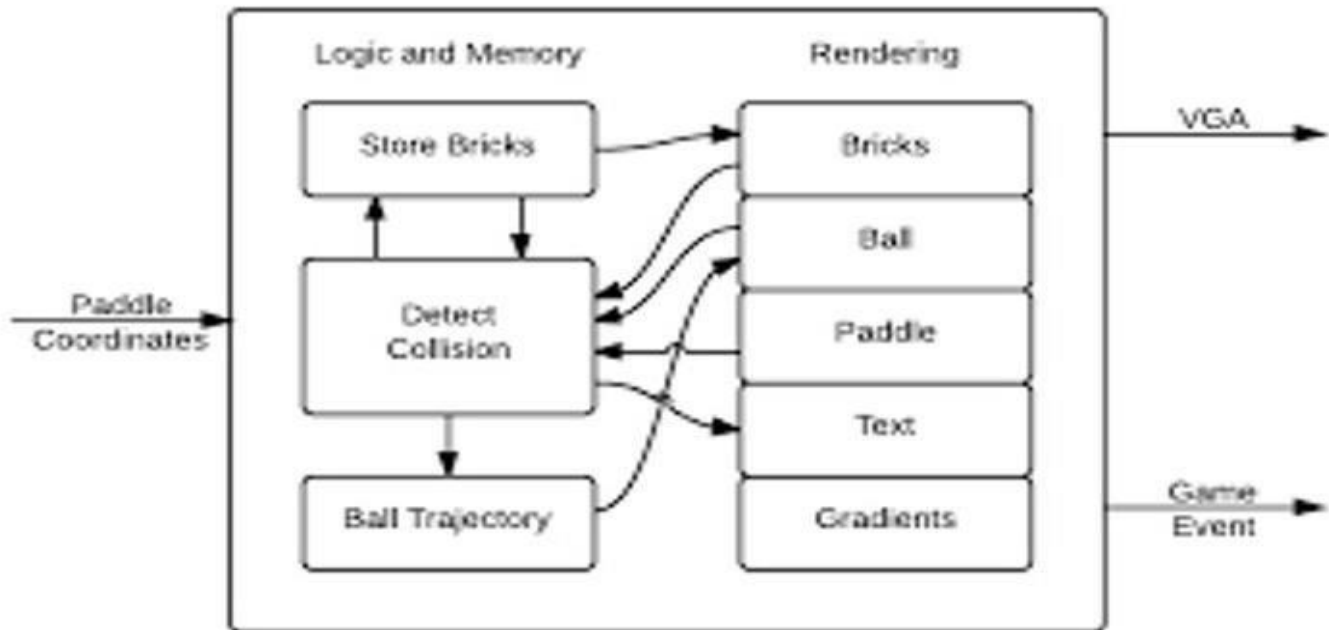 Logic and Memory
Rendering
Store Bricks
Bricks
VGA
Ball
Paddle
Coordinates
Detect
Collision
Paddle
Text
Ball Trajectory
Gradients
Game
Event